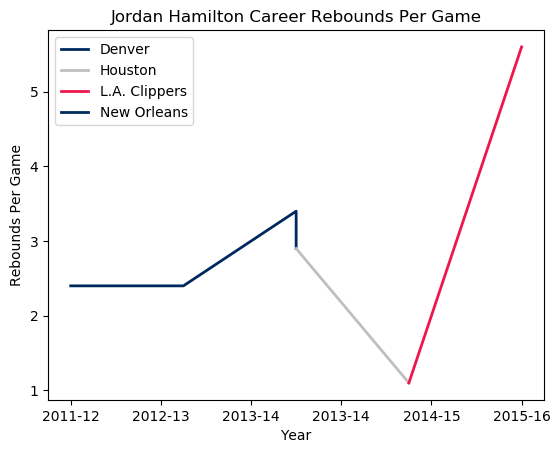 Jordan Hamilton Career Rebounds Per Game
Denver
Houston
L.A. Clippers
New Orleans
5
4
3
2
1
Rebounds Per Game
2011-12 2012-13 2013-14 2013-14 2014-15 2015-16
Year